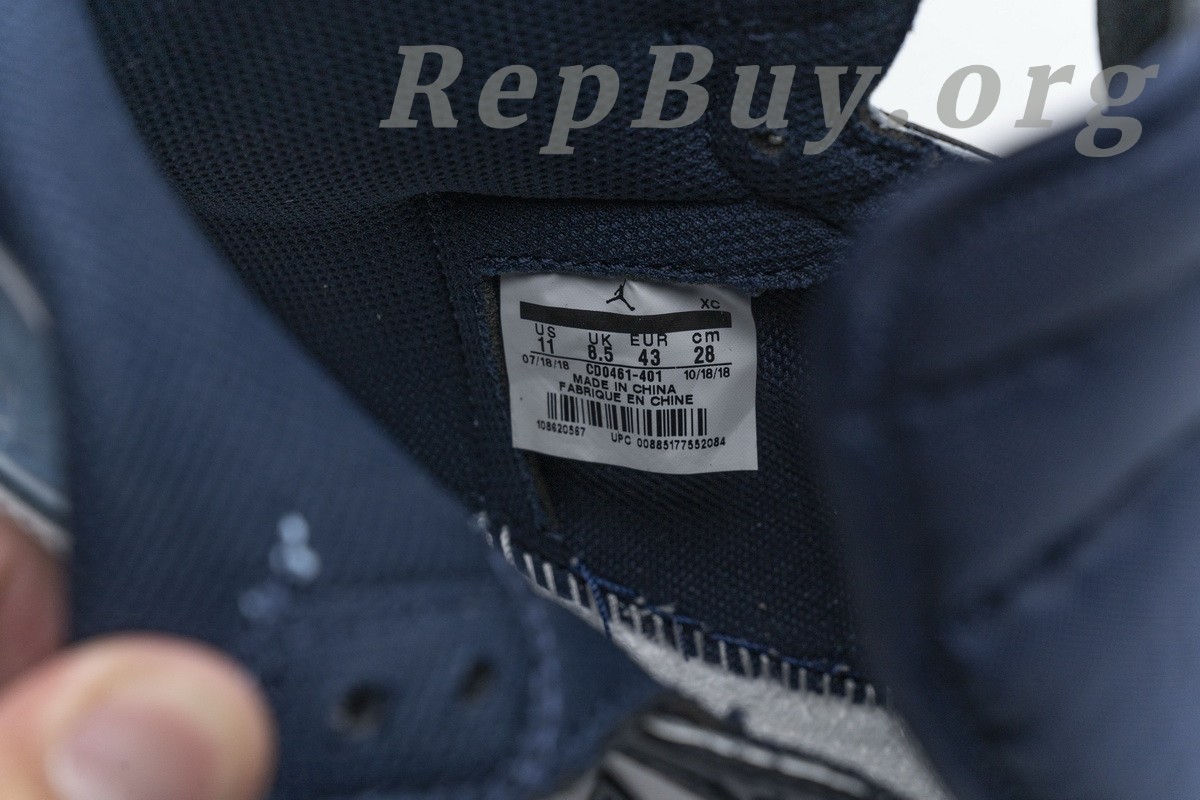 RepBuy.org
XC
US UK EUR cm
11 8.5 43 28
07/18/18 CD0461-401 10/18/18
MADE IN CHINA
FABRIQUE EN CHINE
108620567 UPC 00885177552084